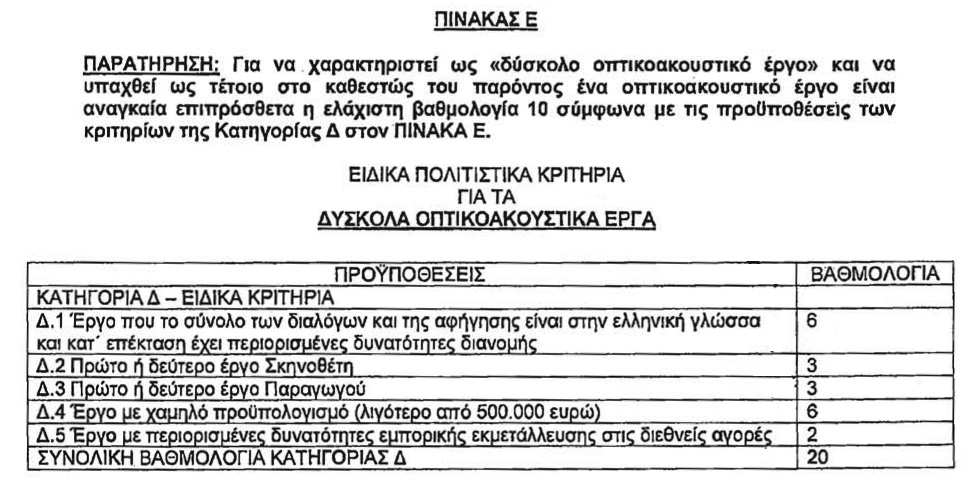 ΠΙΝΑΚΑΣ Ε
ΠΑΡΑΤΗΡΗΣΗ: Για να χαρακτηριστεί ως «δύσκολο οπτικοακουστικό έργο» και να
υπαχθεί ως τέτοιο στο καθεστώς του παρόντος ένα οπτικοακουστικό έργο είναι
αναγκαία επιπρόσθετα η ελάχιστη βαθμολογία 10 σύμφωνα με τις προϋποθέσεις των
κριτηρίων της Κατηγορίας Δ στον ΠΙΝΑΚΑ Ε.
ΕΙΔΙΚΑ ΠΟΛΙΤΙΣΤΙΚΑ ΚΡΙΤΗΡΙΑ
ΓΙΑ ΤΑ
ΔΥΣΚΟΛΑ ΟΠΤΙΚΟΑΚΟΥΣΤΙΚΑ ΕΡΓΑ
ΠΡΟΫΠΟΘΕΣΕΙΣ ΒΑΘΜΟΛΟΓΙΑ
ΚΑΤΗΓΟΡΙΑ Δ – ΕΙΔΙΚΑ ΚΡΙΤΗΡΙΑ
Δ.1 Έργο που το σύνολο των διαλόγων και της αφήγησης είναι στην ελληνική γλώσσα 6
και κατ΄ επέκταση έχει περιορισμένες δυνατότητες διανομής
Δ.2 Πρώτο ή δεύτερο έργο Σκηνοθέτη 3
Δ.3 Πρώτο ή δεύτερο έργο Παραγωγού 3
Δ.4 Έργο με χαμηλό προϋπολογισμό (λιγότερο από 500.000 ευρώ) 6
Δ.5 Έργο με περιορισμένες δυνατότητες εμπορικής εκμετάλλευσης στις διεθνείς αγορές 2
ΣΥΝΟΛΙΚΗ ΒΑΘΜΟΛΟΓΙΑ ΚΑΤΗΓΟΡΙΑΣ Δ 20